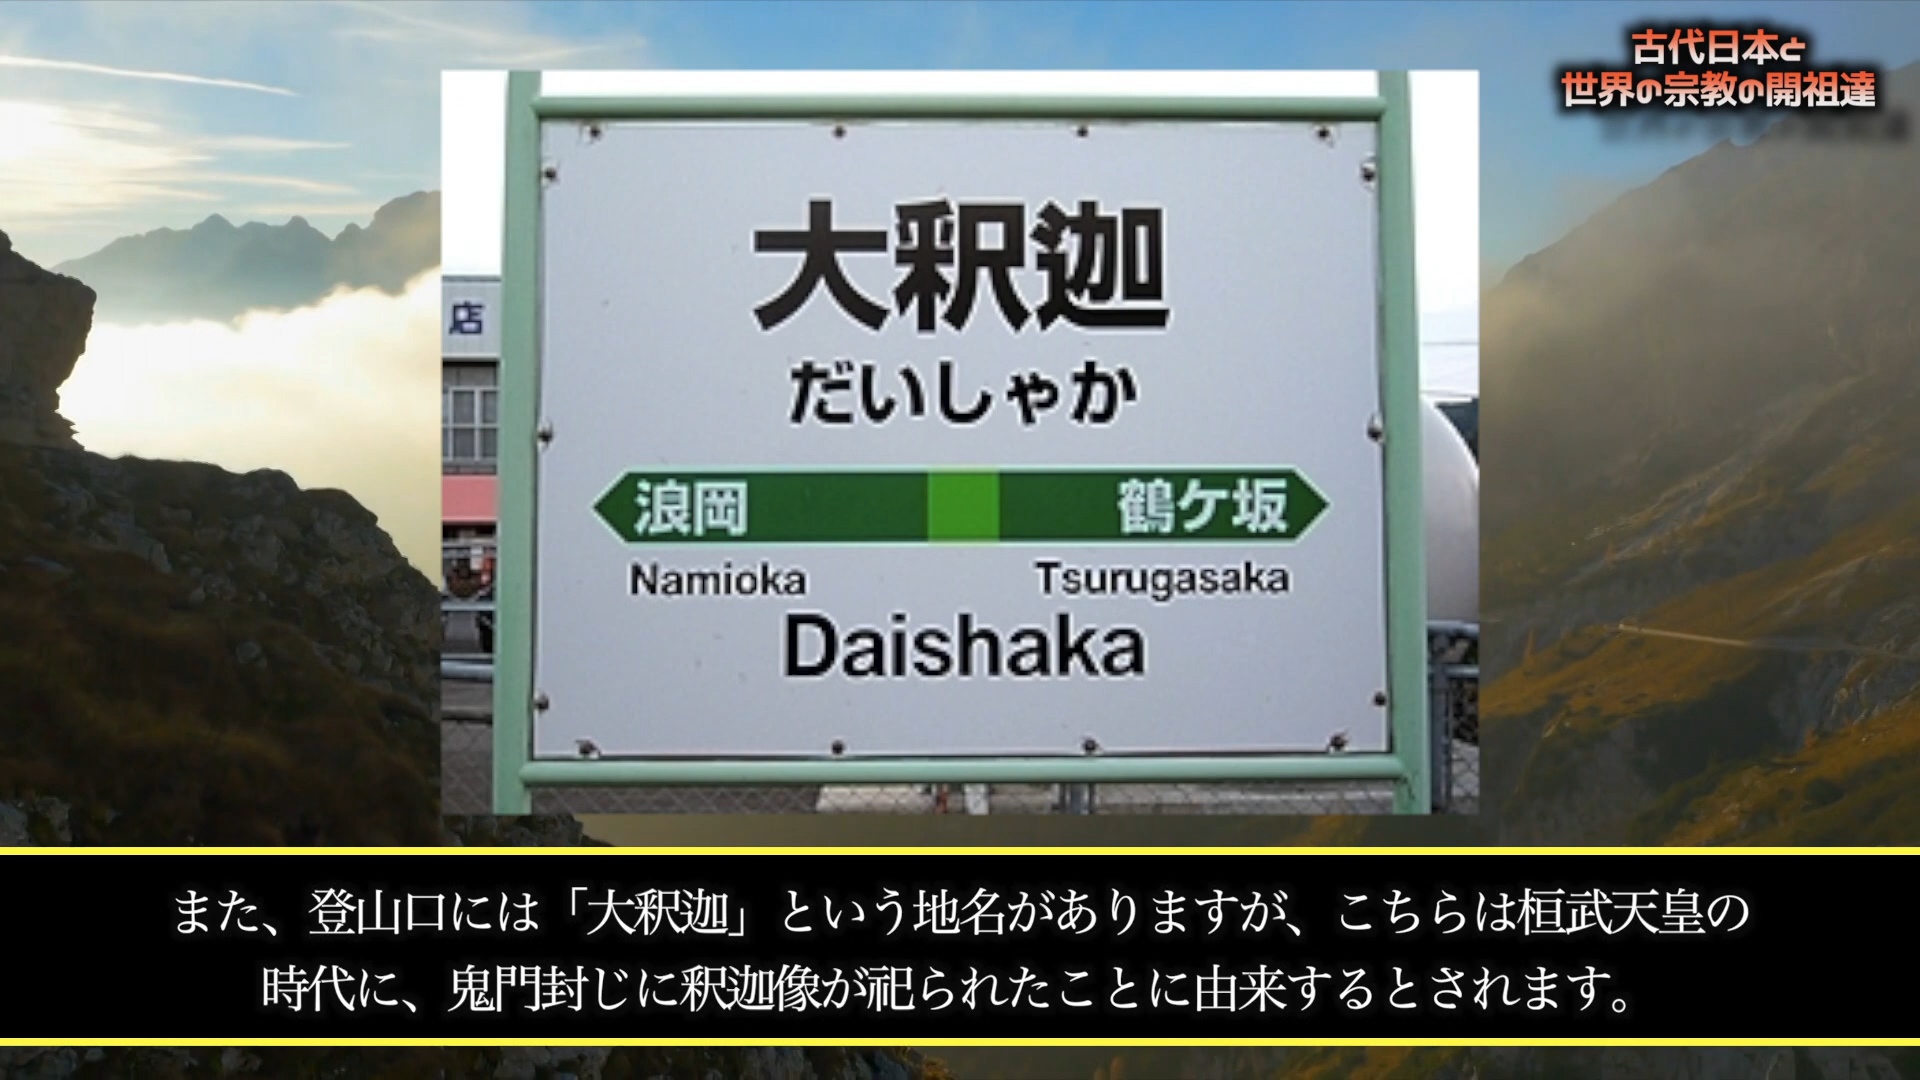 古代日本と
世界の宗教の開祖達
店
大釈迦
だいしゃか
浪岡
鶴ケ坂
Namioka
Tsurugasaka
Daishaka
また、登山口には「大釈迦」という地名がありますが、こちらは桓武天皇の
時代に、鬼門封じに釈迦像が祀られたことに由来するとされます。